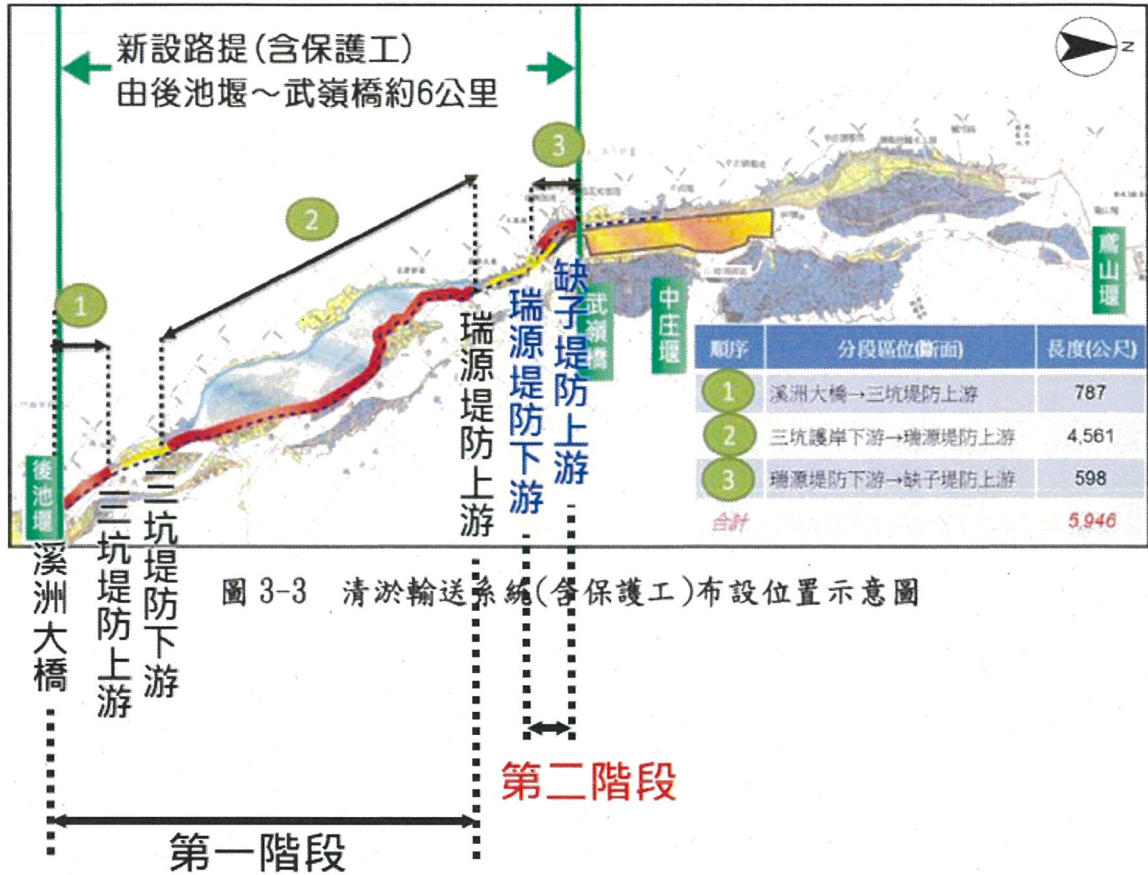 新設路提(含保護工)
由後池堰～武嶺橋約6公里
N
3
2
1
後池堰
武嶺橋
中庄堰
鳶山堰
溪洲大橋
三坑堤防上游
三坑堤防下游
瑞源堤防上游
瑞源堤防下游
缺子堤防上游
順序 分段區位(斷面) 長度(公尺)
1 溪洲大橋→三坑堤防上游 787
2 三坑護岸下游→瑞源堤防上游 4,561
3 瑞源堤防下游→缺子堤防上游 598
合計 5,946
圖 3-3 清淤輸送系統(含保護工)布設位置示意圖
第二階段
第一階段